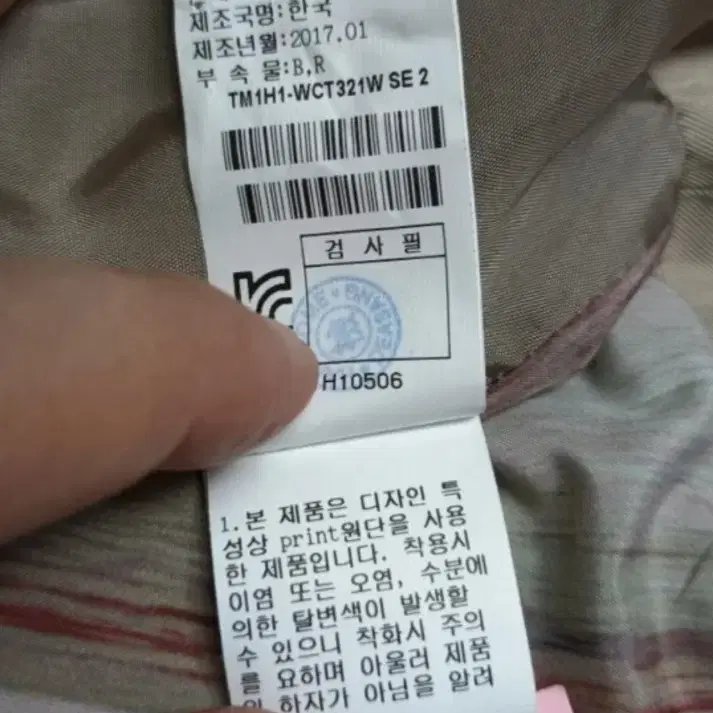 제조국명:한국
제조년월:2017.01
부 속 물:B,R
TM1H1-WCT321W SE 2
검 사 필
H10506
1.본 제품은 디자인 특
성상 print원단을 사용
한 제품입니다. 착용시
이염 또는 오염, 수분에
의한 탈변색이 발생할
수 있으니 착화시 주의
를 요하며 아울러 제품
의 하자가 아님을 알려